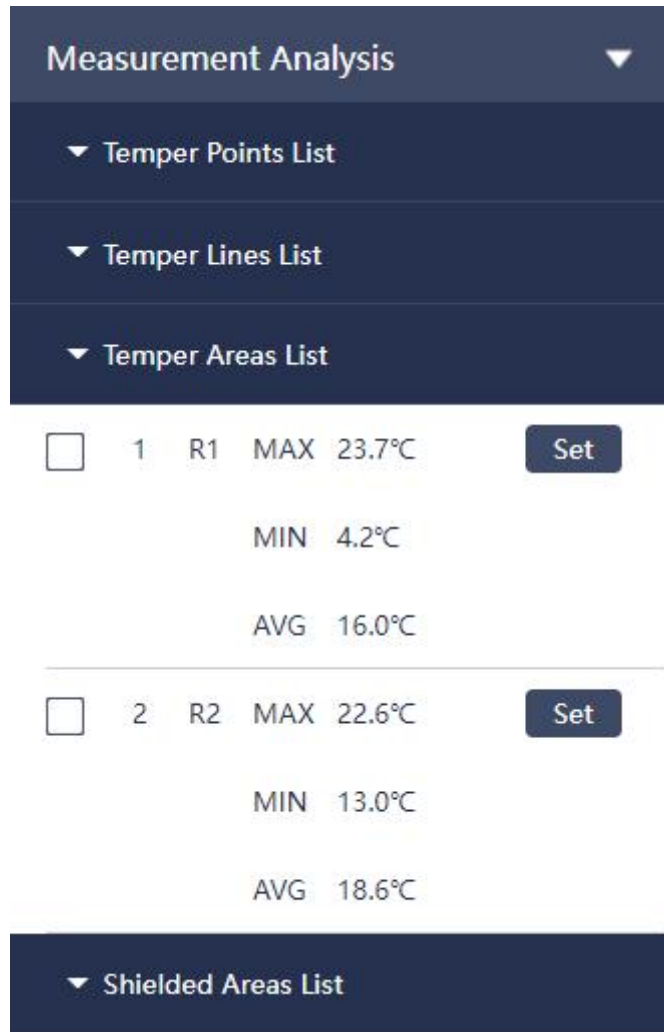 Measurement Analysis
Temper Points List
Temper Lines List
Temper Areas List
1 R1 MAX 23.7℃ Set
MIN 4.2℃
AVG 16.0℃
2 R2 MAX 22.6℃ Set
MIN 13.0℃
AVG 18.6℃
Shielded Areas List